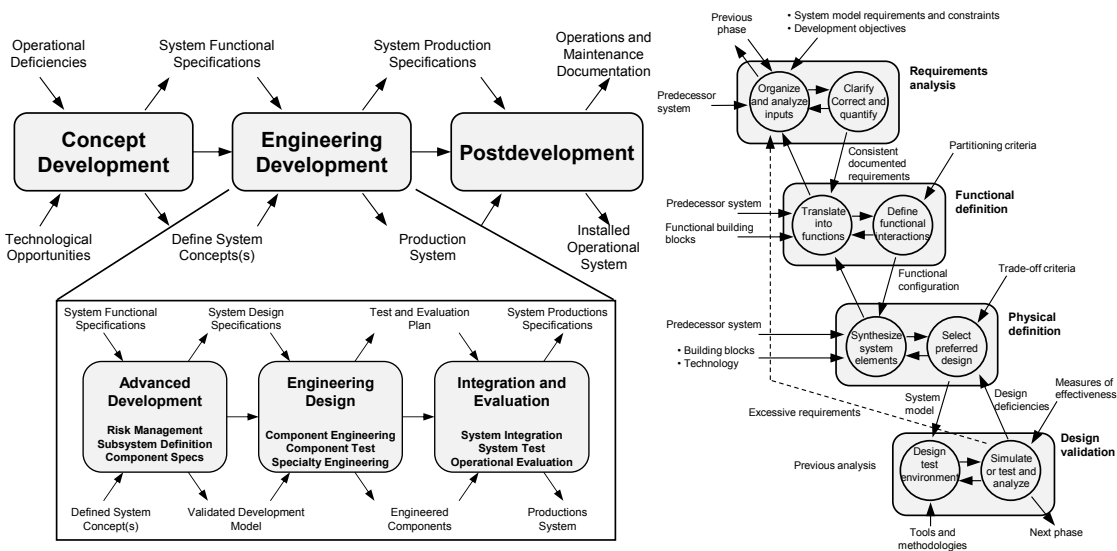 Operational
Deficiencies
System Functional
Specifications
System Production
Specifications
Operations and
Maintenance
Documentation
Concept
Development
Engineering
Development
Postdevelopment
Technological
Opportunities
Define System
Concepts(s)
Production
System
Installed
Operational
System
System Functional
Specifications
System Design
Specifications
Test and Evaluation
Plan
System Productions
Specifications
Advanced
Development
Risk Management
Subsystem Definition
Component Specs
Engineering
Design
Component Engineering
Component Test
Specialty Engineering
Integration and
Evaluation
System Integration
System Test
Operational Evaluation
Defined System
Concept(s)
Validated Development
Model
Engineered
Components
Productions
System
Previous
phase
• System model requirements and constraints
• Development objectives
Requirements
analysis
Predecessor
system
Organize
and analyze
inputs
Clarify
Correct and
quantify
Consistent
documented
requirements
Partitioning criteria
Functional
definition
Predecessor system
Functional building
blocks
Translate
into
functions
Define
functional
interactions
Functional
configuration
Trade-off criteria
Physical
definition
Predecessor system
• Building blocks
• Technology
Synthesize
system
elements
Select
preferred
design
System
model
Design
deficiencies
Measures of
effectiveness
Excessive requirements
Design
validation
Previous analysis
Design
test
environment
Simulate
or test and
analyze
Tools and
methodologies
Next phase